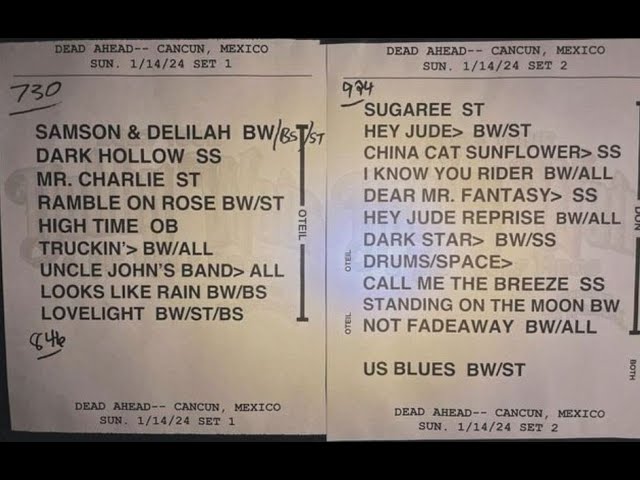 DEAD AHEAD-- CANCUN, MEXICO
SUN. 1/14/24 SET 1
730
SAMSON & DELILAH BW/BS/ST
DARK HOLLOW SS
MR. CHARLIE ST
RAMBLE ON ROSE BW/ST
HIGH TIME OB
TRUCKIN'> BW/ALL
UNCLE JOHN'S BAND> ALL
LOOKS LIKE RAIN BW/BS
LOVELIGHT BW/ST/BS
OTEIL
846
DEAD AHEAD-- CANCUN, MEXICO
SUN. 1/14/24 SET 1
DEAD AHEAD-- CANCUN, MEXICO
SUN. 1/14/24 SET 2
SUGAREE ST
HEY JUDE> BW/ST
CHINA CAT SUNFLOWER> SS
I KNOW YOU RIDER BW/ALL
DEAR MR. FANTASY> SS
HEY JUDE REPRISE BW/ALL
DARK STAR> BW/SS
DRUMS/SPACE>
CALL ME THE BREEZE SS
STANDING ON THE MOON BW
NOT FADEAWAY BW/ALL
US BLUES BW/ST
OTEIL
OTEIL
DON
BOTH
DEAD AHEAD-- CANCUN, MEXICO
SUN. 1/14/24 SET 2